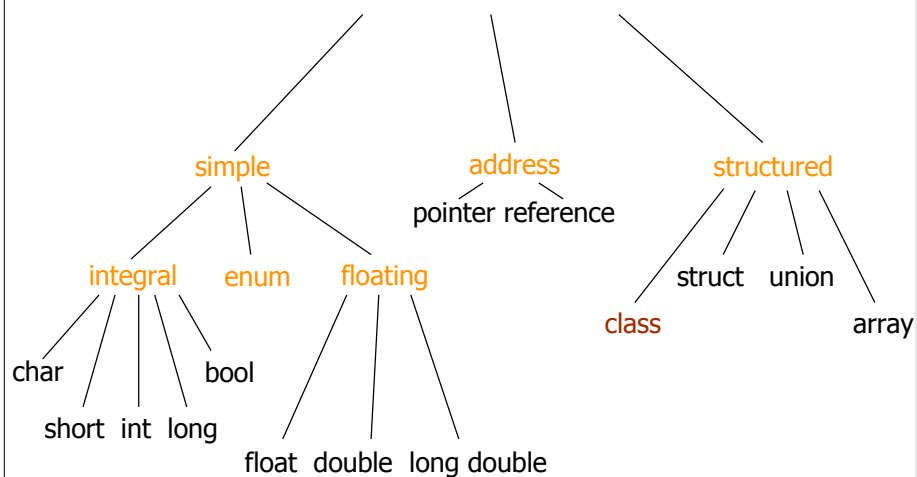 simple address structured
pointer reference
integral enum floating struct union
class array
char bool
short int long
float double long double